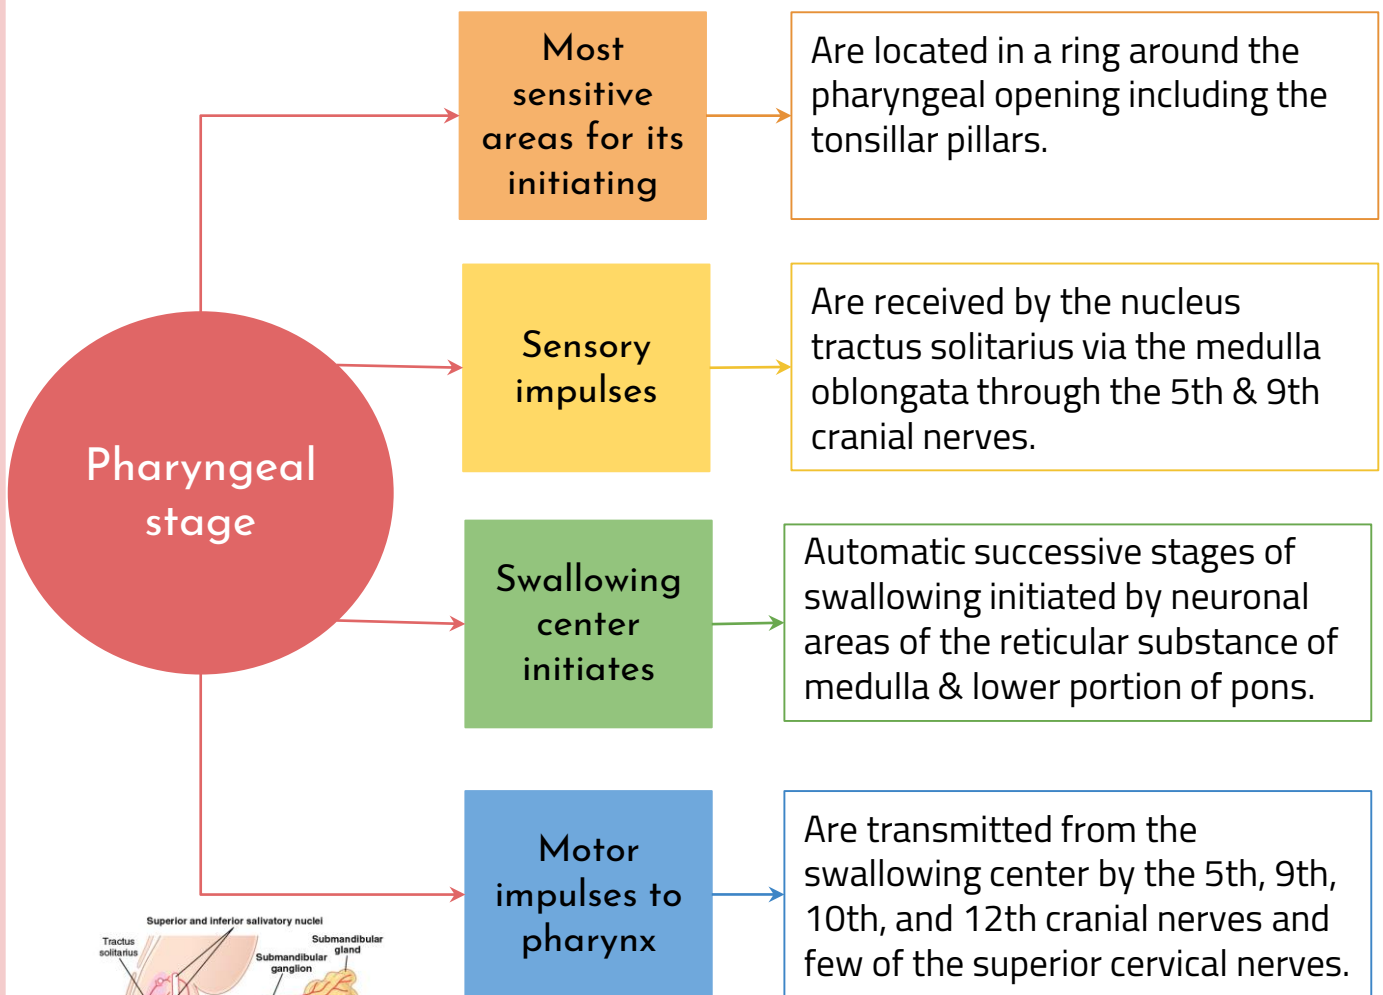 Most
sensitive
areas for its
initiating
Are located in a ring around the
pharyngeal opening including the
tonsillar pillars.
Sensory
impulses
Are received by the nucleus
tractus solitarius via the medulla
oblongata through the 5th & 9th
cranial nerves.
Pharyngeal
stage
Swallowing
center
initiates
Automatic successive stages of
swallowing initiated by neuronal
areas of the reticular substance of
medulla & lower portion of pons.
Motor
impulses to
pharynx
Are transmitted from the
swallowing center by the 5th, 9th,
10th, and 12th cranial nerves and
few of the superior cervical nerves.
Superior and inferior salivatory nuclei
Tractus
solitarius
Submandibular
gland
Submandibular
ganglion